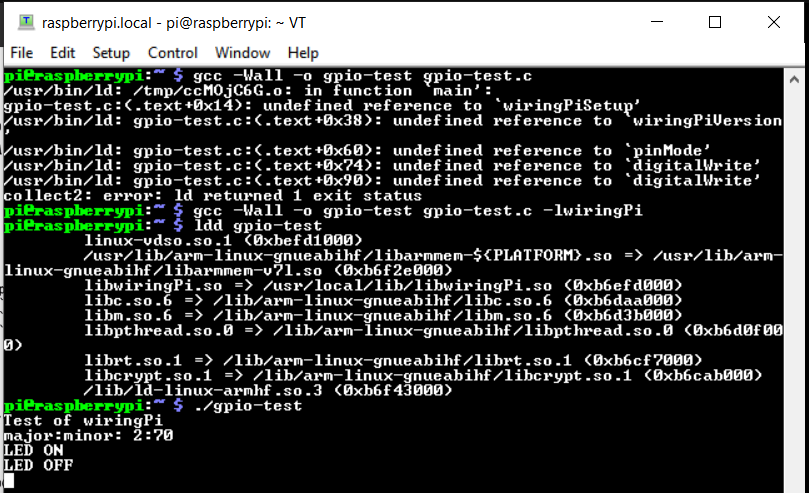 raspberrypi.local - pi@raspberrypi: ~ VT
File Edit Setup Control Window Help
pi@raspberrypi:~ $ gcc -Wall -o gpio-test gpio-test.c
/usr/bin/ld: /tmp/ccMOjC6G.o: in function `main':
gpio-test.c:(.text+0x14): undefined reference to `wiringPiSetup'
/usr/bin/ld: gpio-test.c:(.text+0x38): undefined reference to `wiringPiVersion
'
/usr/bin/ld: gpio-test.c:(.text+0x60): undefined reference to `pinMode'
/usr/bin/ld: gpio-test.c:(.text+0x74): undefined reference to `digitalWrite'
/usr/bin/ld: gpio-test.c:(.text+0x90): undefined reference to `digitalWrite'
collect2: error: ld returned 1 exit status
pi@raspberrypi:~ $ gcc -Wall -o gpio-test gpio-test.c -lwiringPi
pi@raspberrypi:~ $ ldd gpio-test
linux-vdso.so.1 (0xbefd1000)
/usr/lib/arm-linux-gnueabihf/libarmmem-${PLATFORM}.so => /usr/lib/arm-
linux-gnueabihf/libarmmem-v7l.so (0xb6f2e000)
libwiringPi.so => /usr/local/lib/libwiringPi.so (0xb6efd000)
libc.so.6 => /lib/arm-linux-gnueabihf/libc.so.6 (0xb6daa000)
libm.so.6 => /lib/arm-linux-gnueabihf/libm.so.6 (0xb6d3b000)
libpthread.so.0 => /lib/arm-linux-gnueabihf/libpthread.so.0 (0xb6d0f00
0)
librt.so.1 => /lib/arm-linux-gnueabihf/librt.so.1 (0xb6cf7000)
libcrypt.so.1 => /lib/arm-linux-gnueabihf/libcrypt.so.1 (0xb6cab000)
/lib/ld-linux-armhf.so.3 (0xb6f43000)
pi@raspberrypi:~ $ ./gpio-test
Test of wiringPi
major:minor: 2:70
LED ON
LED OFF